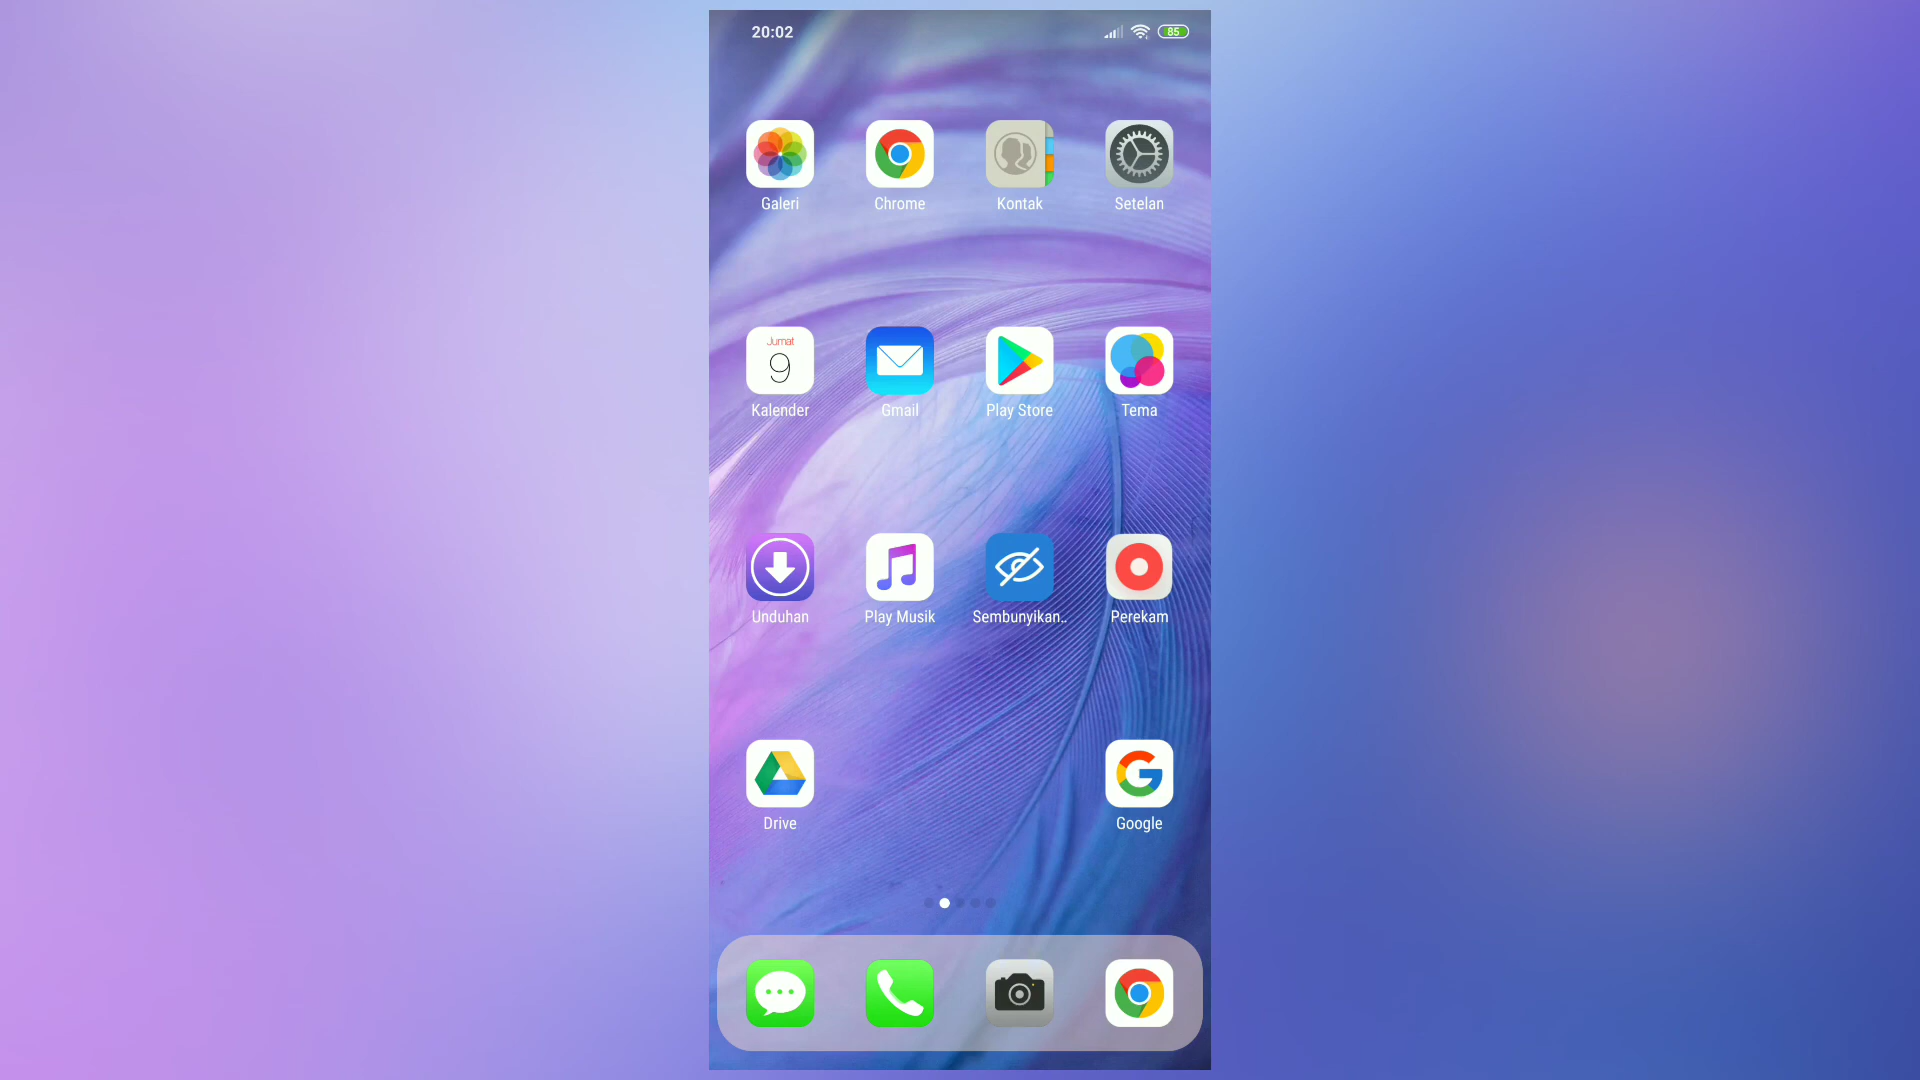 20:02
85
Galeri
Chrome
Kontak
Setelan
Jumat
9
Kalender
Gmail
Play Store
Tema
Unduhan
Play Musik
Sembunyikan..
Perekam
Drive
Google